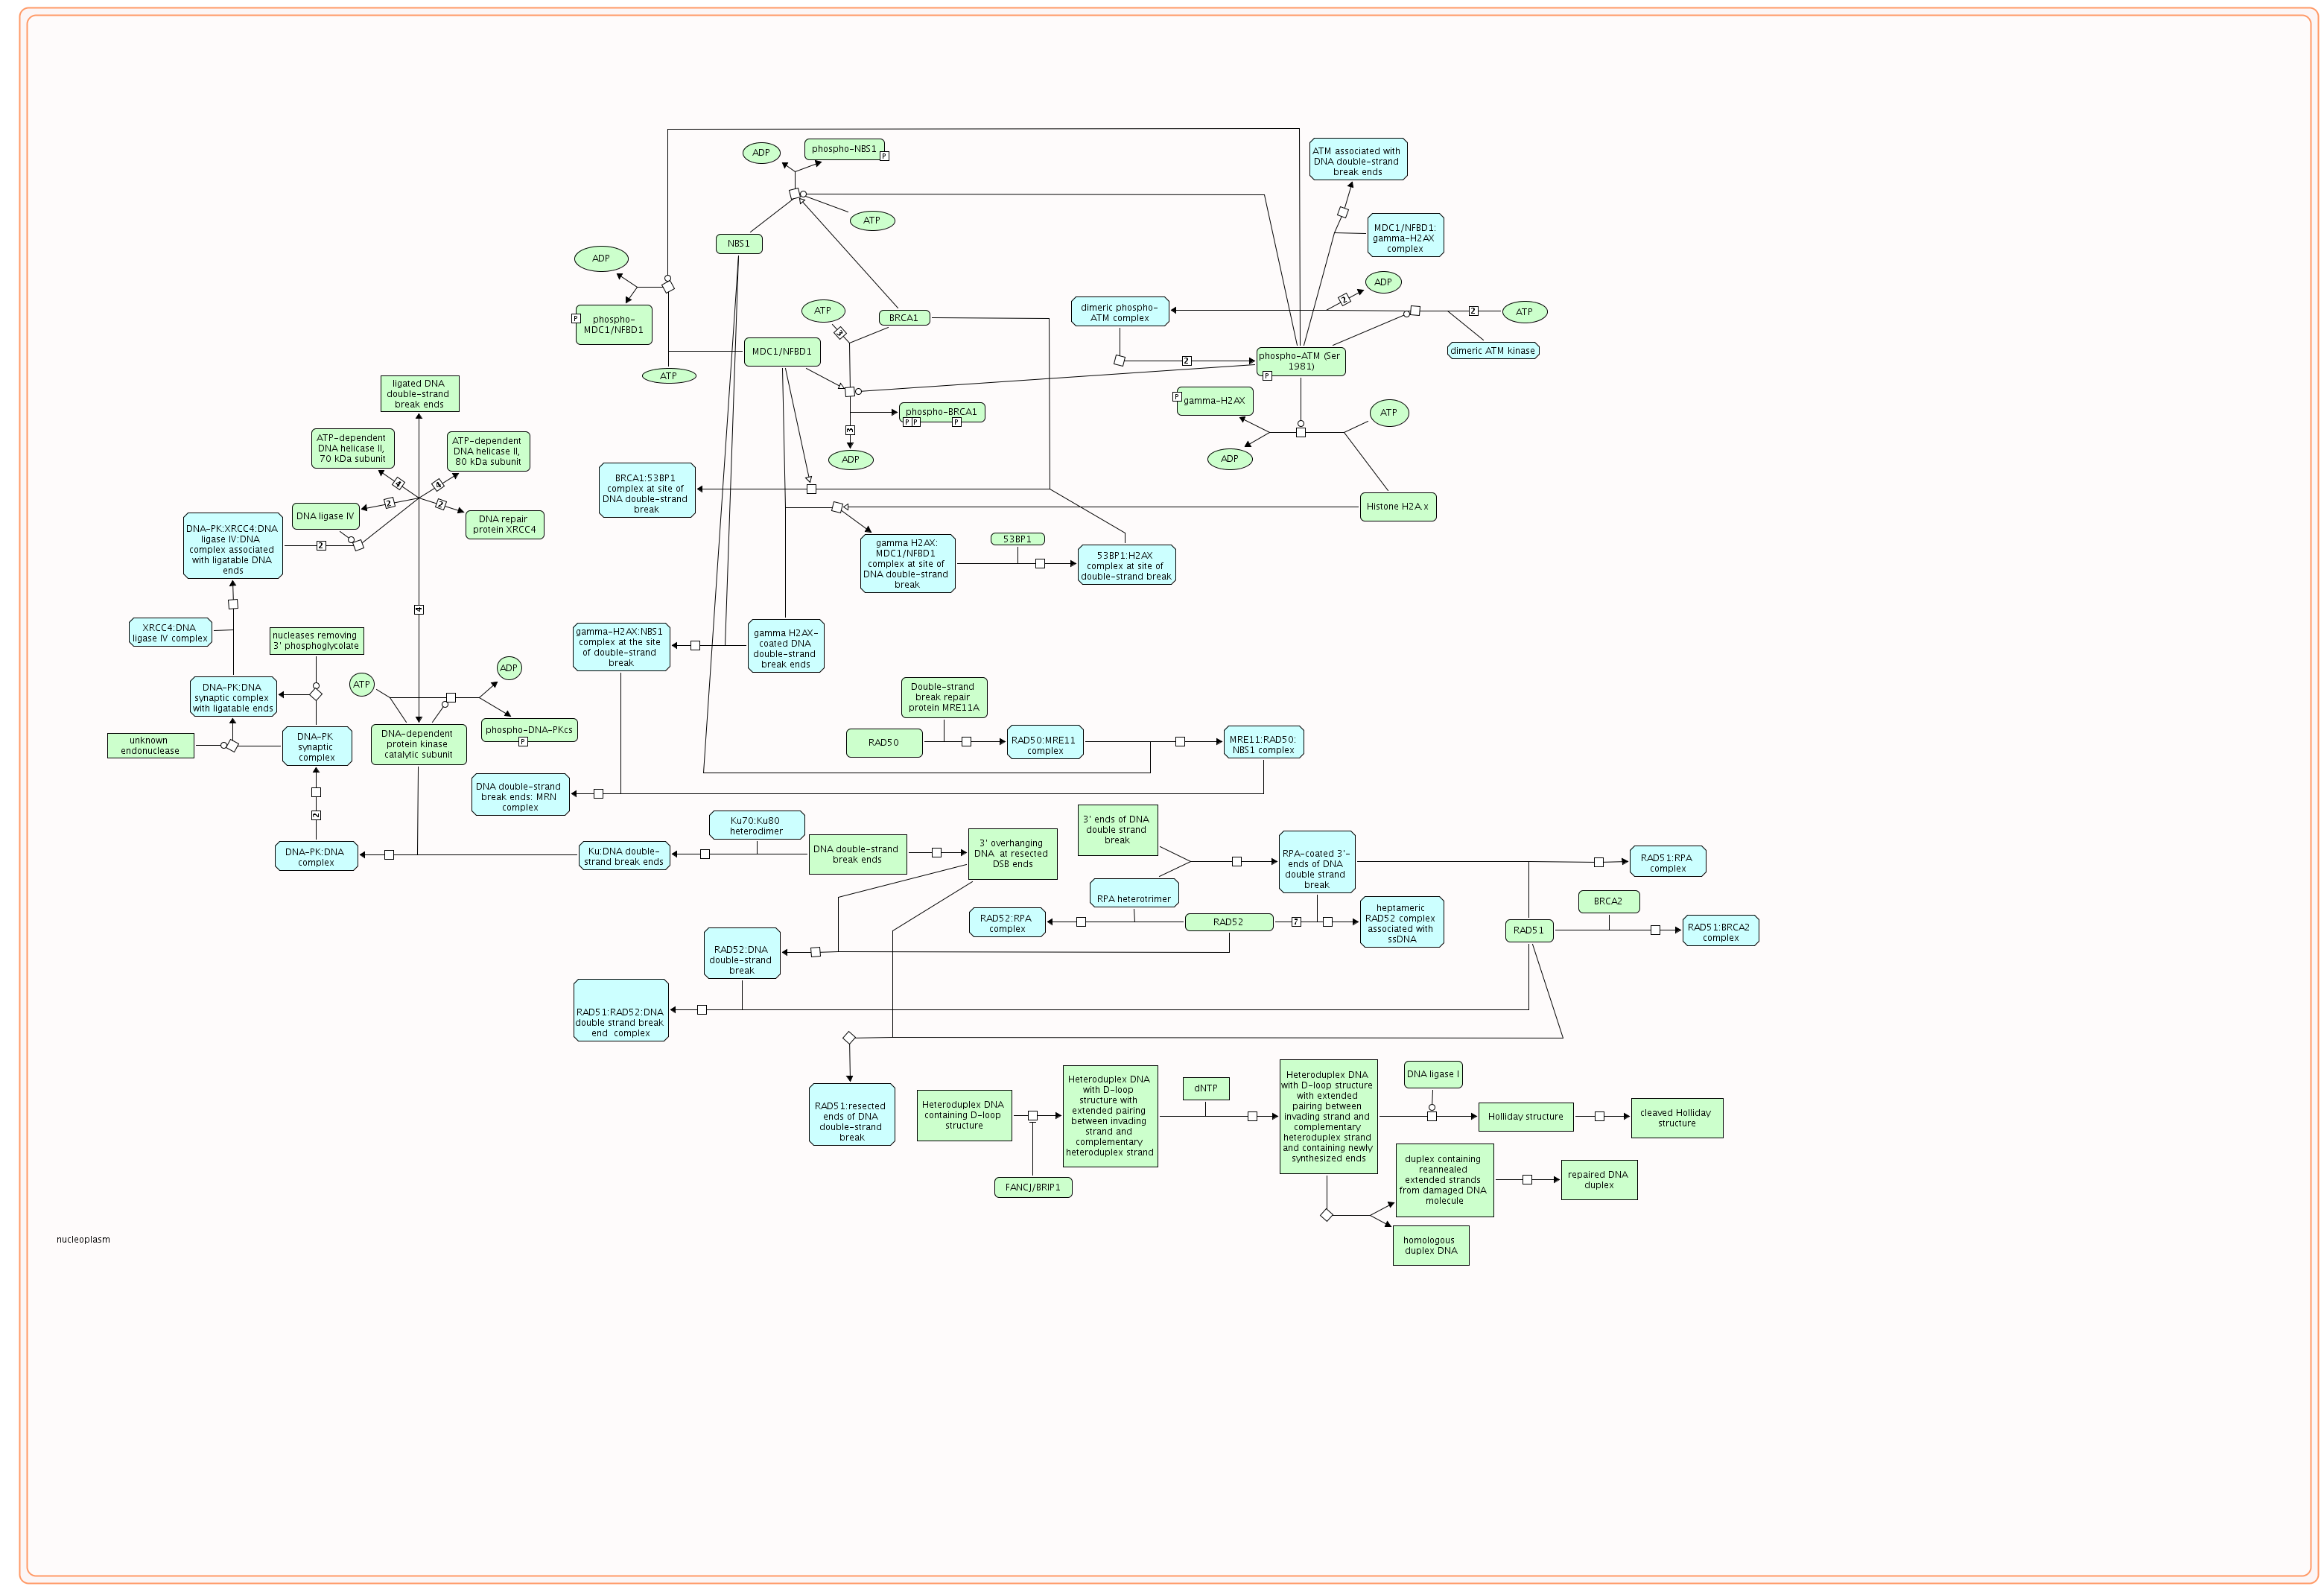 ADP
phospho-NBS1
P
ATM associated with
DNA double-strand
break ends
ATP
NBS1
MDC1/NFBD1:
gamma-H2AX
complex
ADP
P
phospho-
MDC1/NFBD1
ATP
BRCA1
3
MDC1/NFBD1
ATP
dimeric phospho-
ATM complex
ADP
2
2
ATP
dimeric ATM kinase
2
phospho-ATM (Ser
1981)
P
P
gamma-H2AX
ATP
ADP
phospho-BRCA1
P
P
P
3
ADP
Histone H2A.x
ligated DNA
double-strand
break ends
ATP-dependent
DNA helicase II,
70 kDa subunit
ATP-dependent
DNA helicase II,
80 kDa subunit
4
4
2
2
DNA ligase IV
DNA repair
protein XRCC4
DNA-PK:XRCC4:DNA
ligase IV:DNA
complex associated
with ligatable DNA
ends
2
BRCA1:53BP1
complex at site of
DNA double-strand
break
gamma H2AX:
MDC1/NFBD1
complex at site of
DNA double-strand
break
53BP1
53BP1:H2AX
complex at site of
double-strand break
4
XRCC4:DNA
ligase IV complex
nucleases removing
3' phosphoglycolate
gamma-H2AX:NBS1
complex at the site
of double-strand
break
gamma H2AX-
coated DNA
double-strand
break ends
DNA-PK:DNA
synaptic complex
with ligatable ends
ATP
ADP
phospho-DNA-PKcs
P
unknown
endonuclease
DNA-PK
synaptic
complex
DNA-dependent
protein kinase
catalytic subunit
Double-strand
break repair
protein MRE11A
RAD50
RAD50:MRE11
complex
MRE11:RAD50:
NBS1 complex
DNA double-strand
break ends: MRN
complex
2
DNA-PK:DNA
complex
Ku:DNA double-
strand break ends
Ku70:Ku80
heterodimer
DNA double-strand
break ends
3' overhanging
DNA at resected
DSB ends
3' ends of DNA
double strand
break
RPA heterotrimer
RPA-coated 3'-
ends of DNA
double strand
break
RAD51:RPA
complex
RAD52:RPA
complex
RAD52
7
heptameric
RAD52 complex
associated with
ssDNA
BRCA2
RAD51
RAD51:BRCA2
complex
RAD52:DNA
double-strand
break
RAD51:RAD52:DNA
double strand break
end complex
RAD51:resected
ends of DNA
double-strand
break
Heteroduplex DNA
containing D-loop
structure
FANCJ/BRIP1
Heteroduplex DNA
with D-loop
structure with
extended pairing
between invading
strand and
complementary
heteroduplex strand
dNTP
Heteroduplex DNA
with D-loop structure
with extended
pairing between
invading strand and
complementary
heteroduplex strand
and containing newly
synthesized ends
DNA ligase I
Holliday structure
cleaved Holliday
structure
duplex containing
reannealed
extended strands
from damaged DNA
molecule
repaired DNA
duplex
homologous
duplex DNA
nucleoplasm